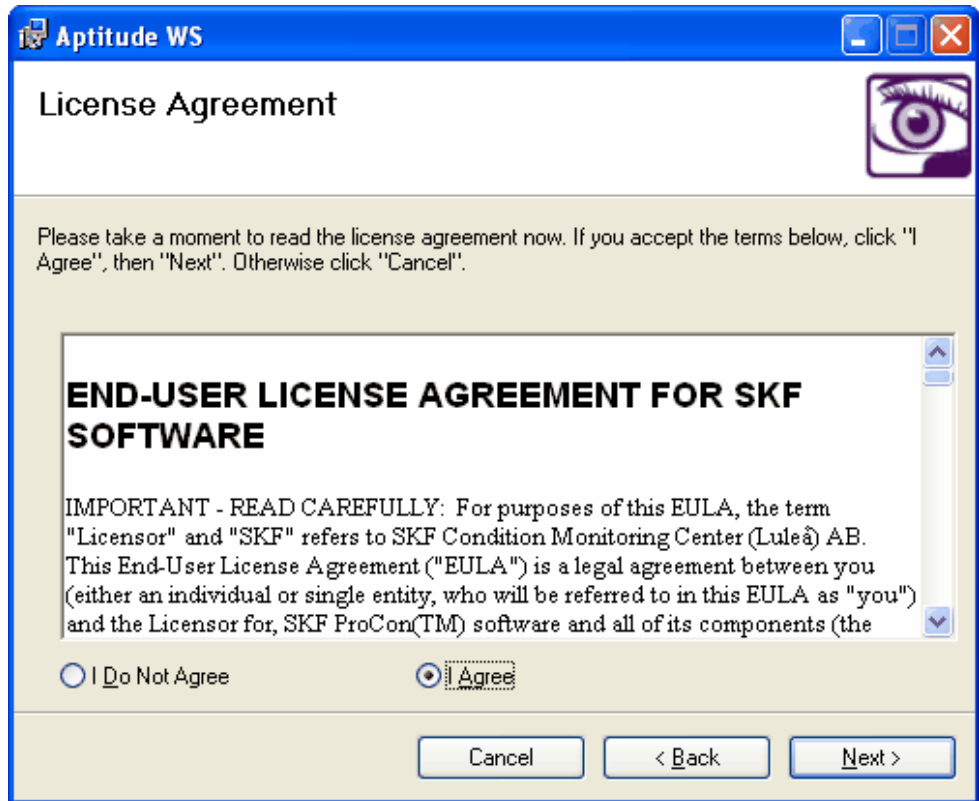 Aptitude WS
License Agreement
Please take a moment to read the license agreement now. If you accept the terms below, click "I
Agree", then "Next". Otherwise click "Cancel".
END-USER LICENSE AGREEMENT FOR SKF
SOFTWARE
IMPORTANT - READ CAREFULLY: For purposes of this EULA, the term
"Licensor" and "SKF" refers to SKF Condition Monitoring Center (Luleå) AB.
This End-User License Agreement ("EULA") is a legal agreement between you
(either an individual or single entity, who will be referred to in this EULA as "you")
and the Licensor for, SKF ProCon(TM) software and all of its components (the
I Do Not Agree
I Agree
Cancel
< Back
Next >